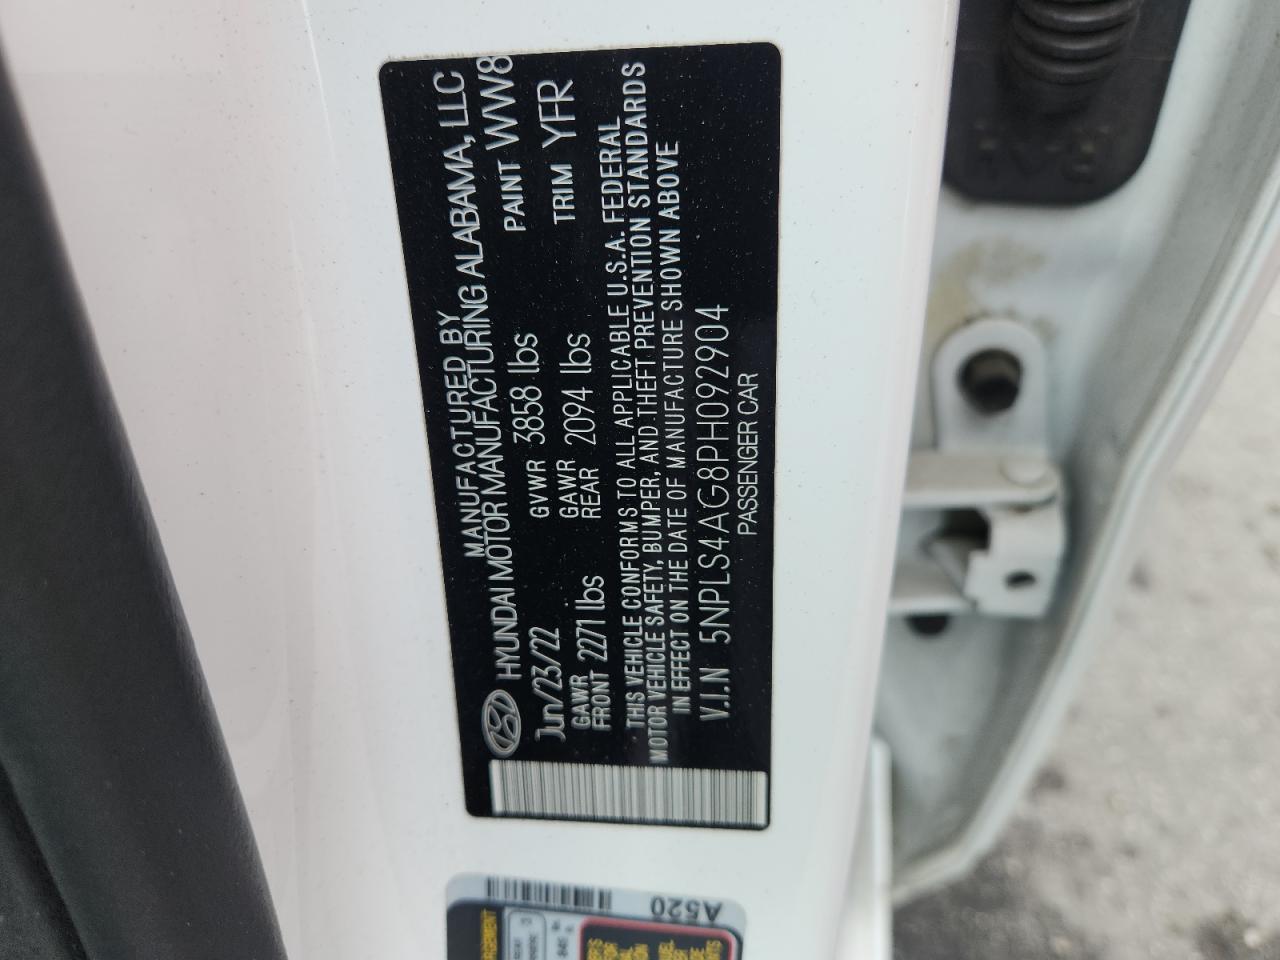 MANUFACTURED BY
HYUNDAI MOTOR MANUFACTURING ALABAMA, LLC
Jun/23/22 GVWR 3858 lbs PAINT WW8
GAWR FRONT 2271 lbs GAWR REAR 2094 lbs TRIM YFR
THIS VEHICLE CONFORMS TO ALL APPLICABLE U.S.A. FEDERAL
MOTOR VEHICLE SAFETY, BUMPER, AND THEFT PREVENTION STANDARDS
IN EFFECT ON THE DATE OF MANUFACTURE SHOWN ABOVE
V.I.N 5NPLS4AG8PH092904
PASSENGER CAR
A520